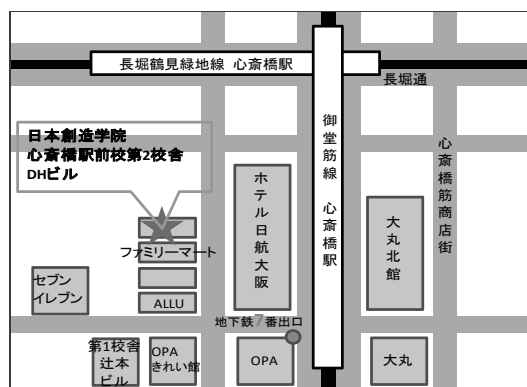 長堀鶴見緑地線 心斎橋駅
長堀通
日本創造学院
心斎橋駅前校第2校舎
DHビル
御堂筋線 心斎橋駅
心斎橋筋商店街
ホテル日航大阪
大丸北館
ファミリーマート
セブン
イレブン
ALLU
地下鉄7番出口
第1校舎
辻本
ビル
OPA
きれい館
OPA
大丸